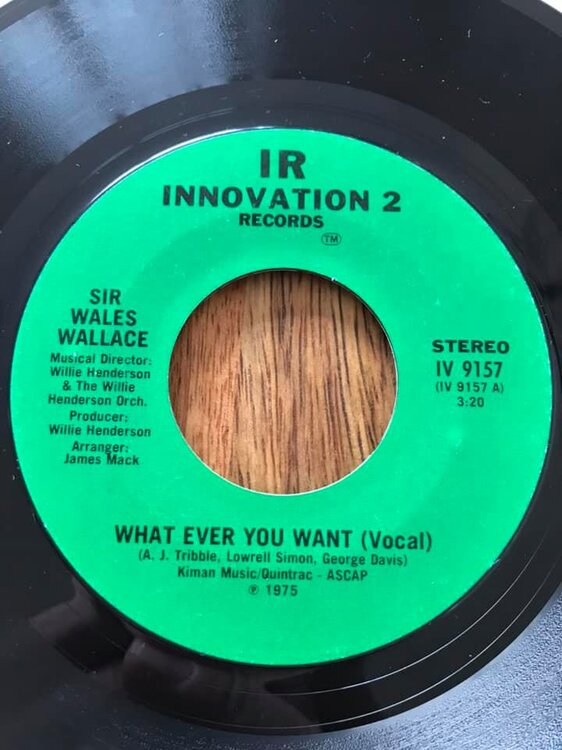 IR
INNOVATION 2
RECORDS
TM
SIR
WALES
WALLACE
Musical Director:
Willie Henderson
& The Willie
Henderson Orch.
Producer:
Willie Henderson
Arranger:
James Mack
STEREO
IV 9157
(IV 9157 A)
3:20
WHAT EVER YOU WANT (Vocal)
(A. J. Tribble, Lowrell Simon, George Davis)
Kiman Music/Quintrac - ASCAP
℗ 1975